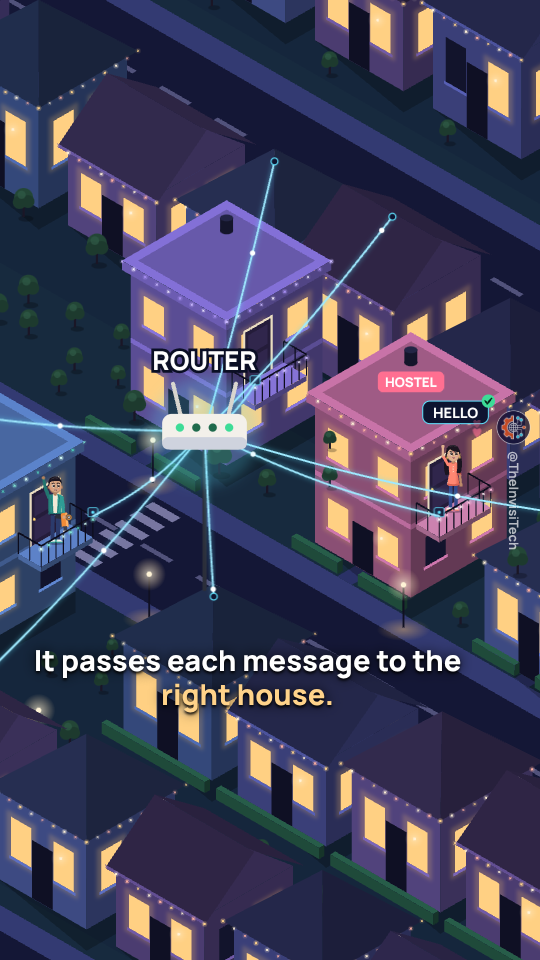 ROUTER
HOSTEL
HELLO
@TheInvisiTech
It passes each message to the
right house.